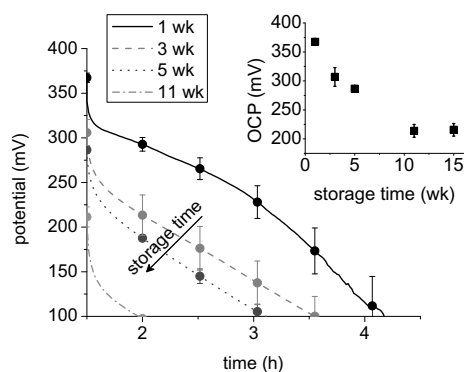 1 wk
3 wk
5 wk
11 wk
400
350
300
250
200
150
100
potential (mV)
2
3
4
time (h)
storage time
400
350
300
250
200
OCP (mV)
0
5
10
15
storage time (wk)